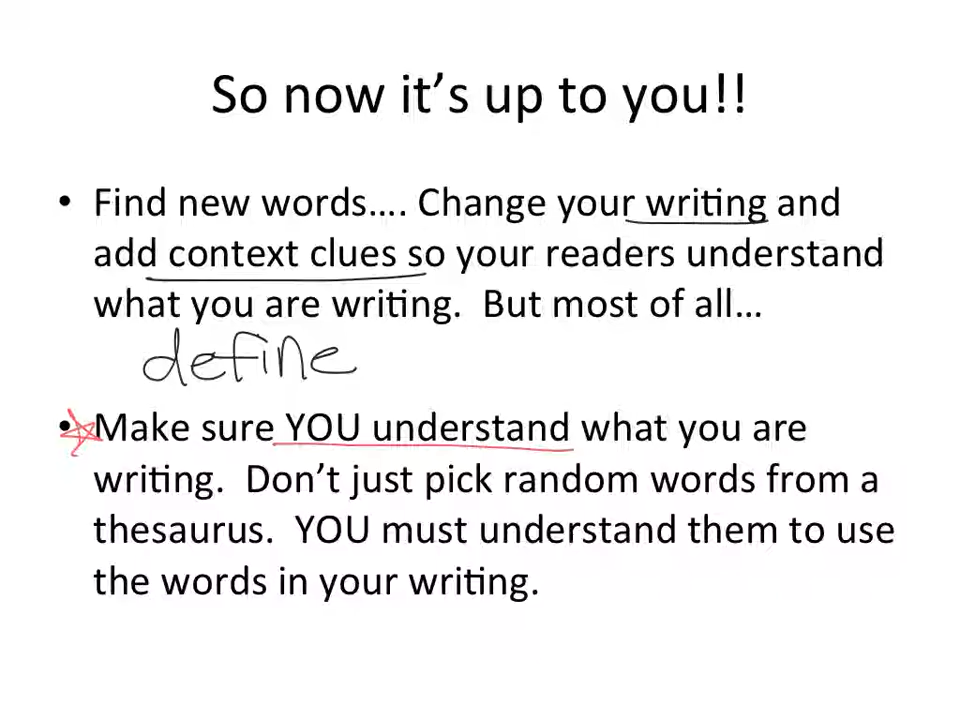 So now it's up to you!!
• Find new words.... Change your writing and
add context clues so your readers understand
what you are writing.  But most of all...
define
• Make sure YOU understand what you are
writing.  Don't just pick random words from a
thesaurus.  YOU must understand them to use
the words in your writing.